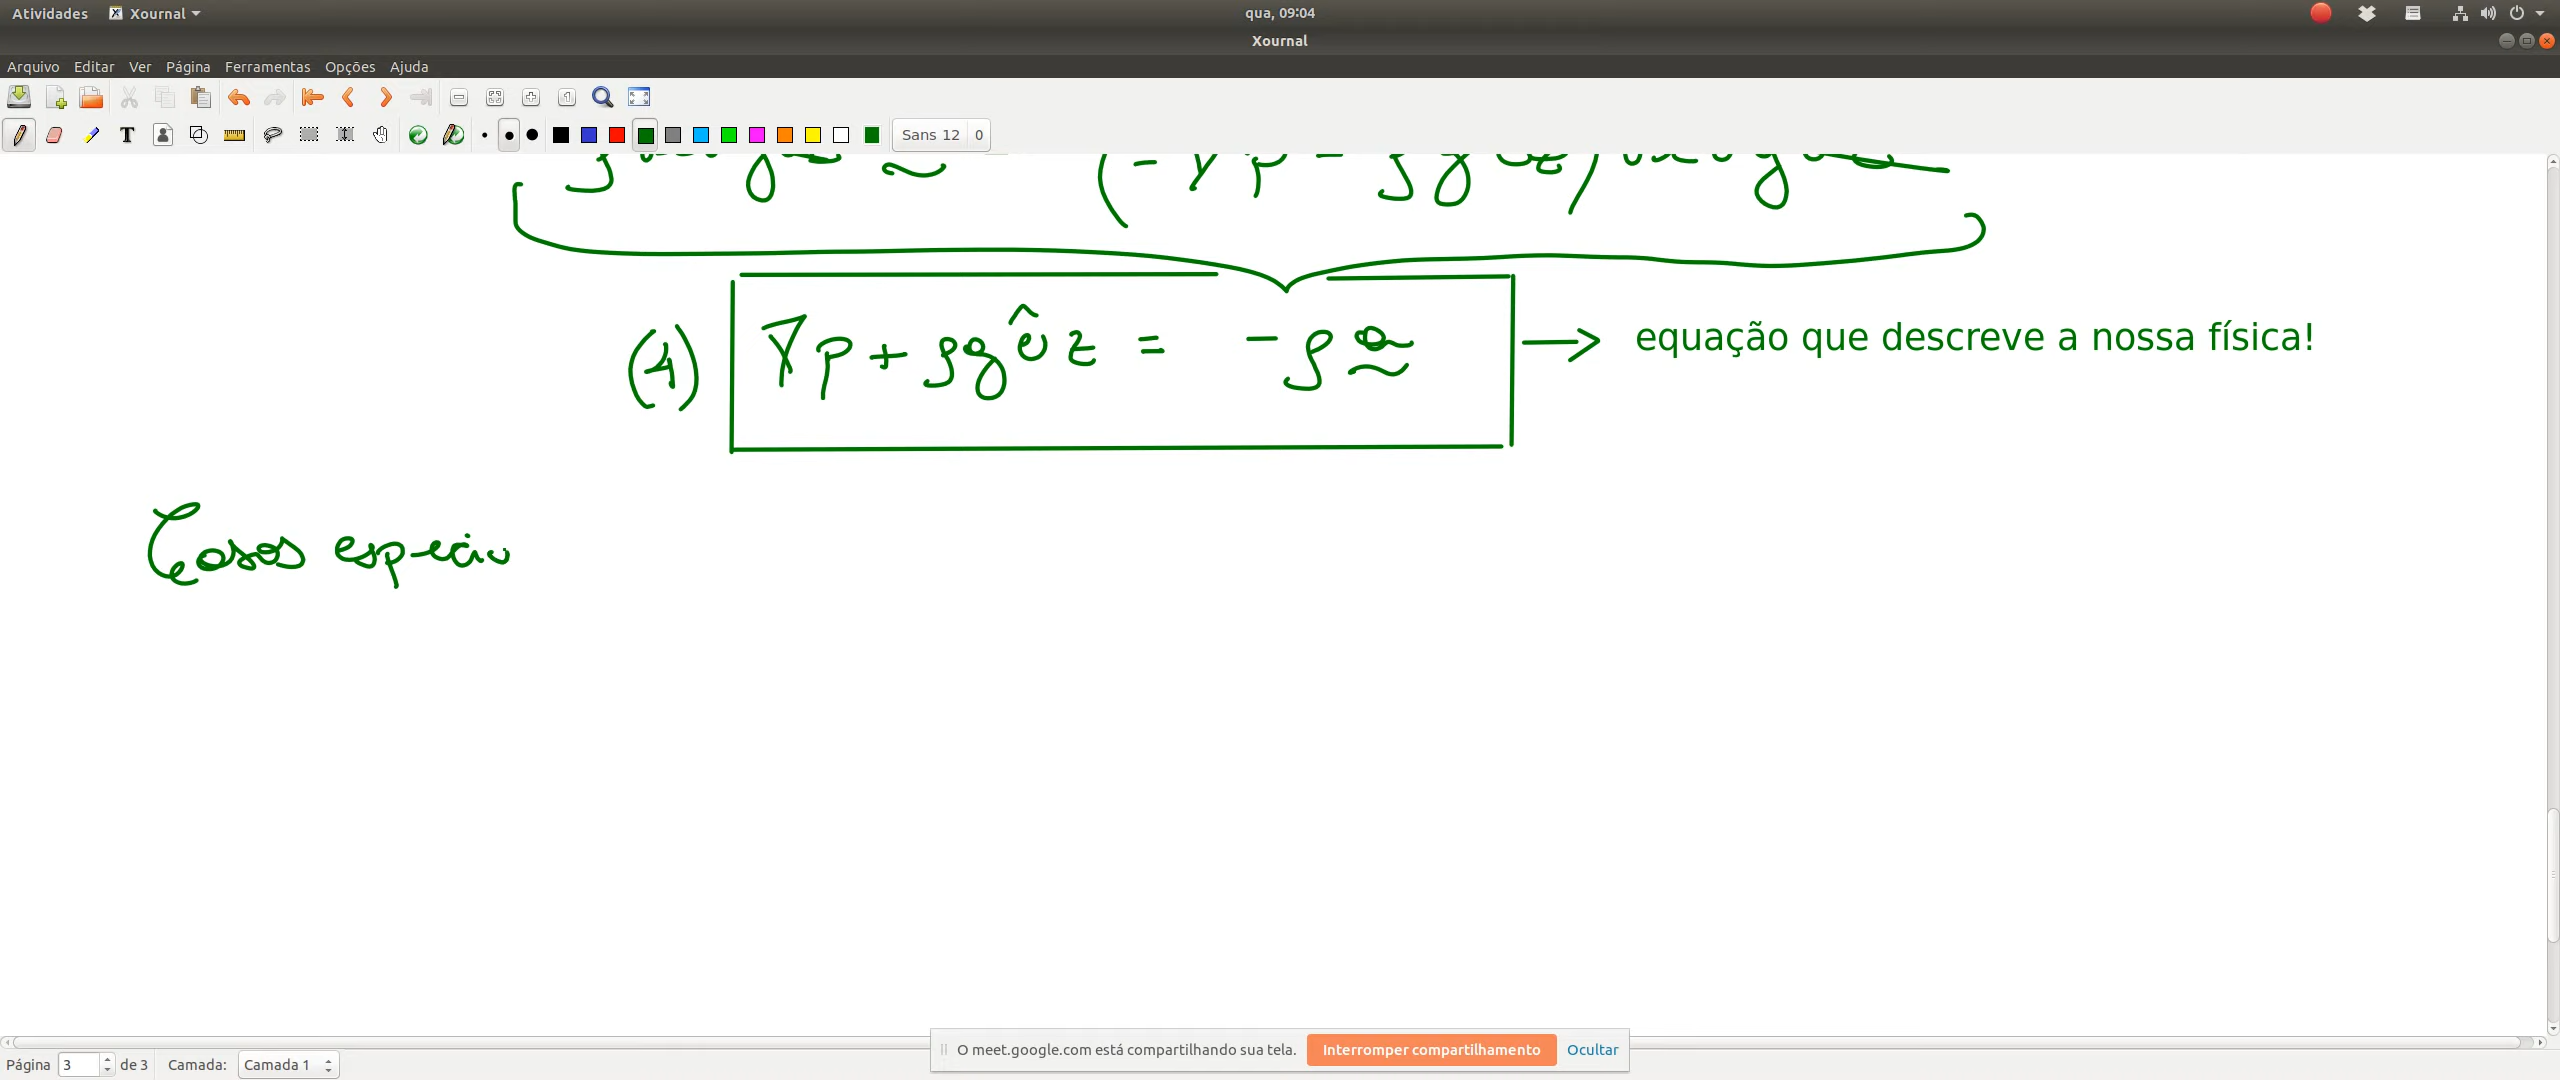 Atividades Xournal qua, 09:04
Xournal
Arquivo Editar Ver Página Ferramentas Opções Ajuda
T Sans 12 0
(4) ∇p + ρgêz = -ρa → equação que descreve a nossa física!
Casos especia
O meet.google.com está compartilhando sua tela. Interromper compartilhamento Ocultar
Página 3 de 3 Camada: Camada 1